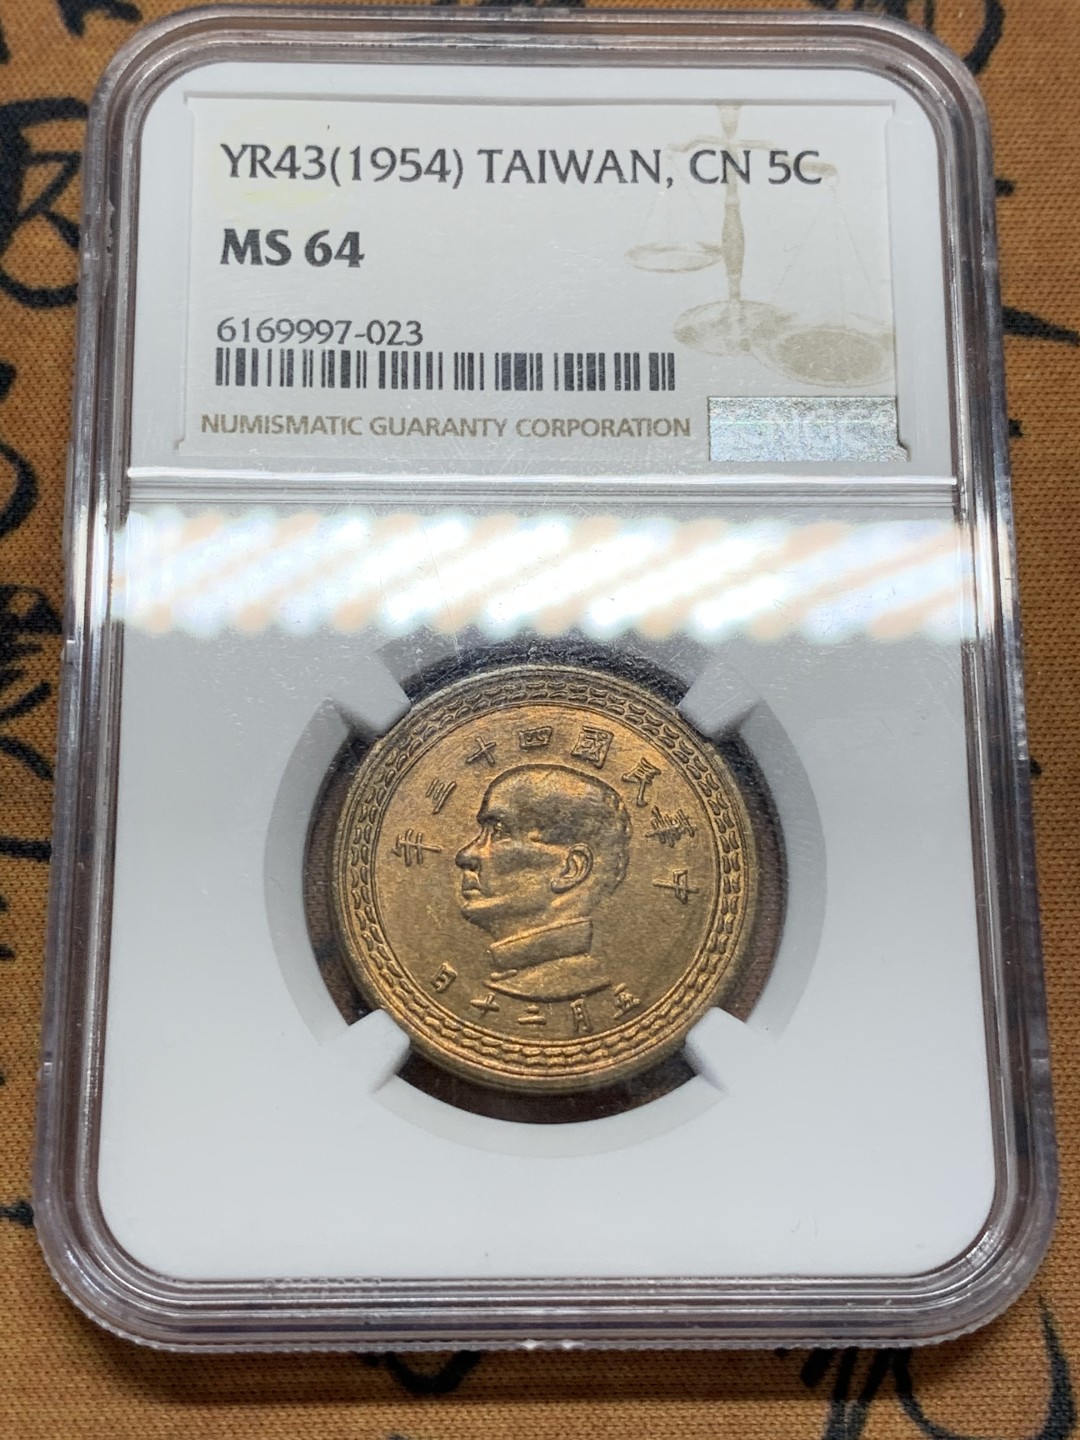 YR43(1954) TAIWAN, CN 5C
MS 64
6169997-023
NUMISMATIC GUARANTY CORPORATION
NGC
年三十四國民華中
日十二月五